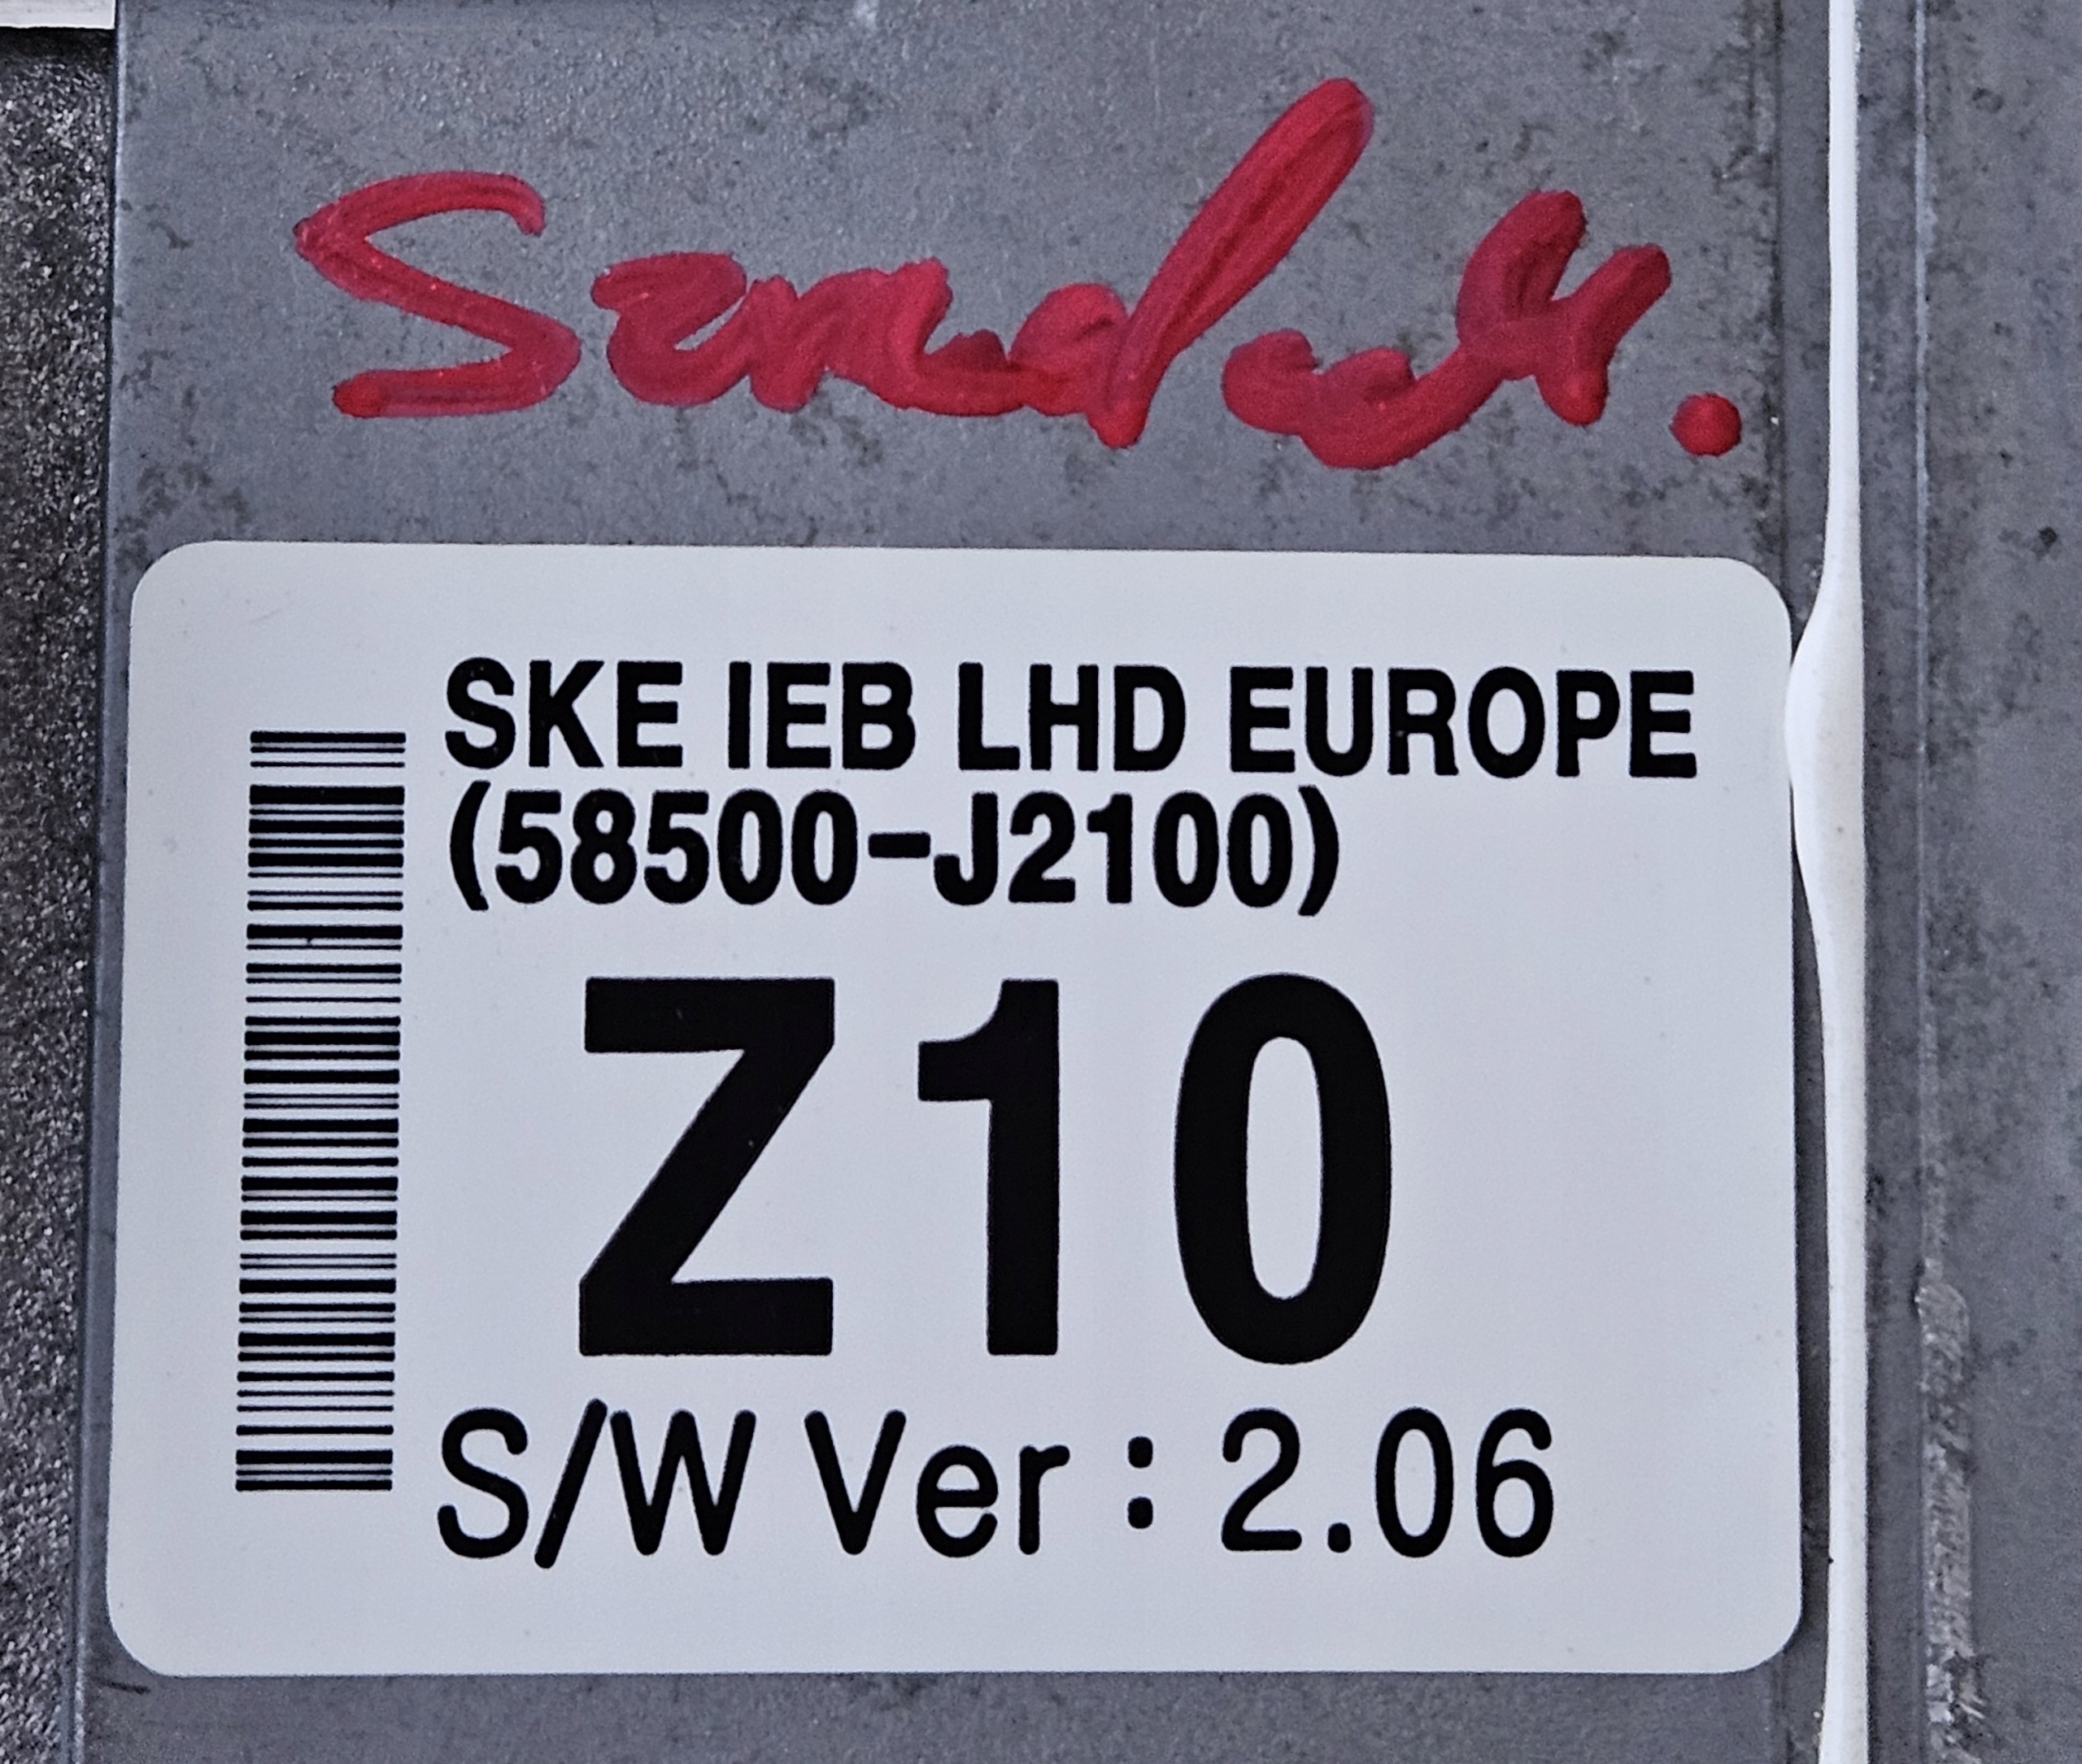 SKE IEB LHD EUROPE
(58500-J2100)
Z10
S/W Ver : 2.06